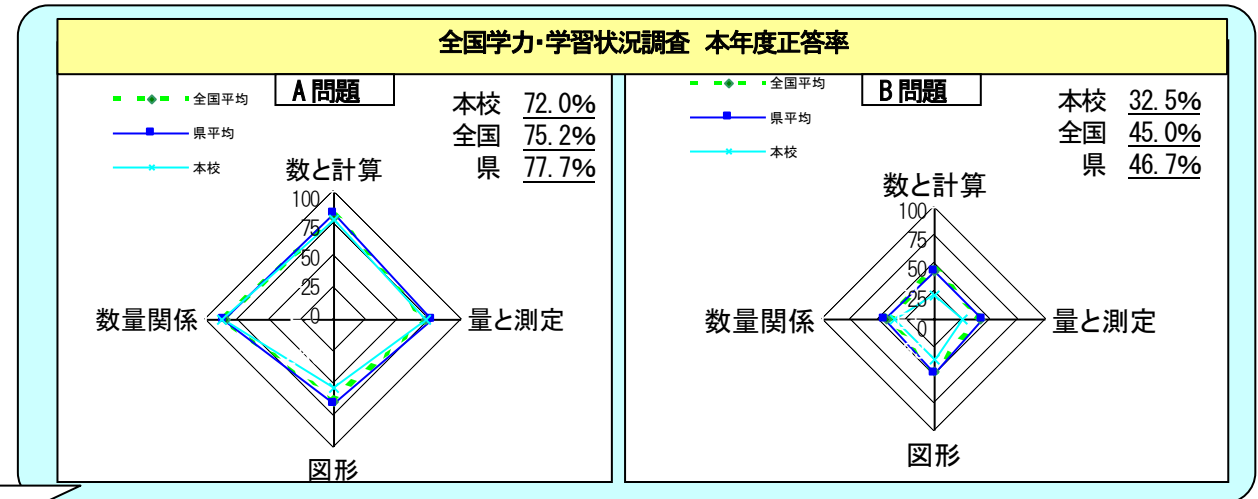 全国学力・学習状況調査 本年度正答率
A問題
全国平均
県平均
本校
本校 72.0%
全国 75.2%
県 77.7%
数と計算
100
75
50
25
0
数量関係
量と測定
図形
B問題
全国平均
県平均
本校
本校 32.5%
全国 45.0%
県 46.7%
数と計算
100
75
50
25
0
数量関係
量と測定
図形